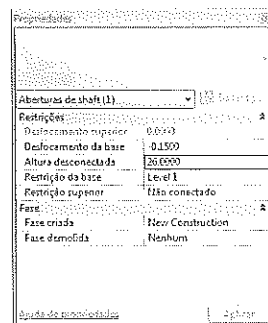 Propriedades
Aberturas de shaft (1)
Restrições
Deslocamento superior 0.0000
Deslocamento da base -0.1500
Altura desconectada 26.0000
Restrição da base Level 1
Restrição superior Não conectado
Fase
Fase criada New Construction
Fase demolida Nenhum
Ajuda de propriedades Aplicar